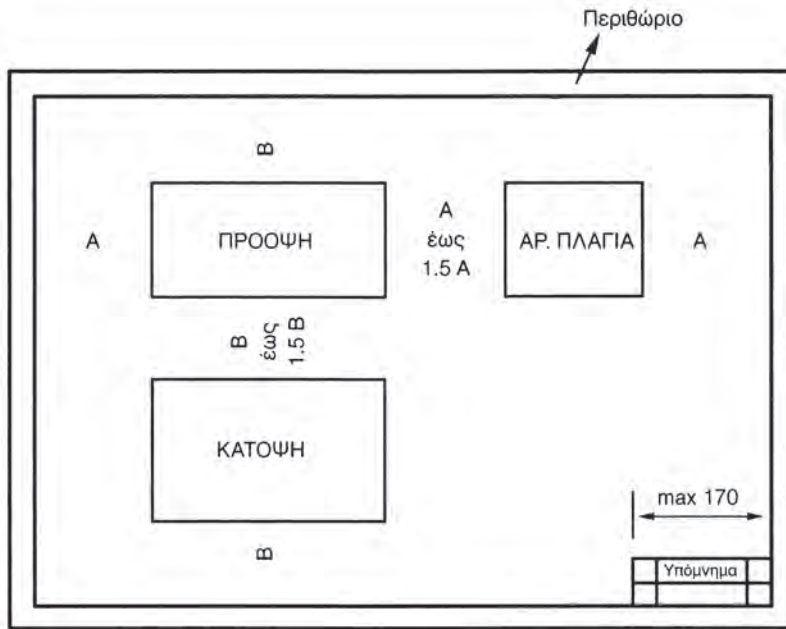 Περιθώριο
B
A
ΠΡΟΟΨΗ
A
έως
1.5 A
ΑΡ. ΠΛΑΓΙΑ
A
B
έως
1.5 B
ΚΑΤΟΨΗ
max 170
B
Υπόμνημα